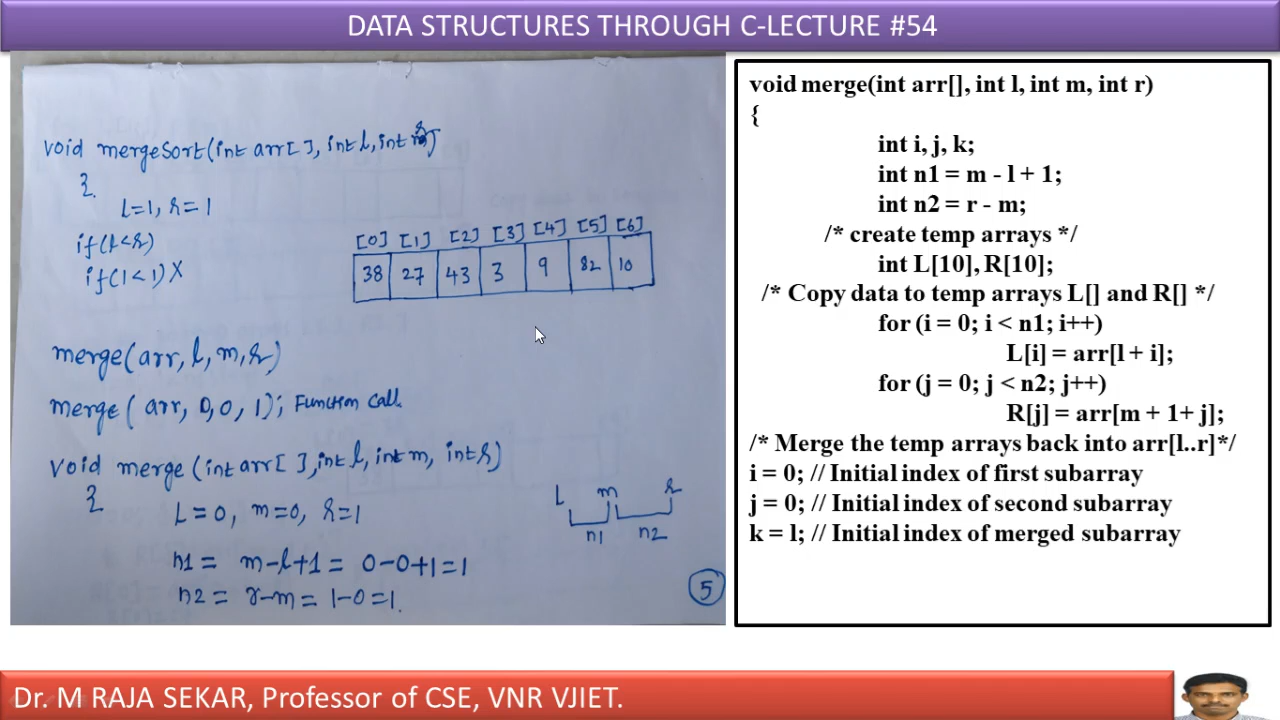 DATA STRUCTURES THROUGH C-LECTURE #54
void mergeSort(int arr[ ], int l, int r)
{
l=1, r=1
if(l<r)
if(1<1) X
[0] [1] [2] [3] [4] [5] [6]
38 27 43 3 9 82 10
merge(arr, l, m, r)
merge( arr, 0, 0, 1); Function call
void merge (int arr[ ], int l, int m, int r)
{
l=0, m=0, r=1
n1 = m-l+1 = 0-0+1=1
n2 = r-m = 1-0=1.
l m r
n1 n2
5
void merge(int arr[], int l, int m, int r)
{
int i, j, k;
int n1 = m - l + 1;
int n2 = r - m;
/* create temp arrays */
int L[10], R[10];
/* Copy data to temp arrays L[] and R[] */
for (i = 0; i < n1; i++)
L[i] = arr[l + i];
for (j = 0; j < n2; j++)
R[j] = arr[m + 1+ j];
/* Merge the temp arrays back into arr[l..r]*/
i = 0; // Initial index of first subarray
j = 0; // Initial index of second subarray
k = l; // Initial index of merged subarray
Dr. M RAJA SEKAR, Professor of CSE, VNR VJIET.